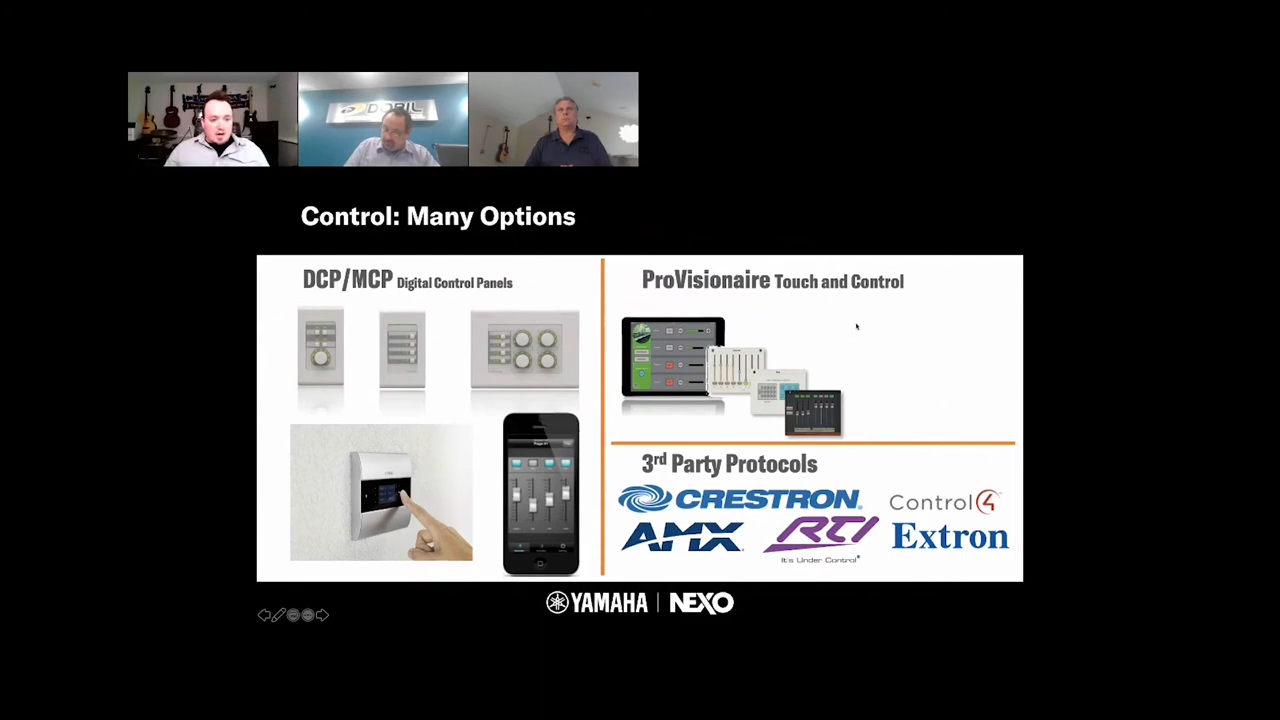 DOBIL
Control: Many Options
DCP/MCP Digital Control Panels
ProVisionaire Touch and Control
3rd Party Protocols
CRESTRON®
Control4
AMX
RTI
Extron
It's Under Control®
YAMAHA | NEXO